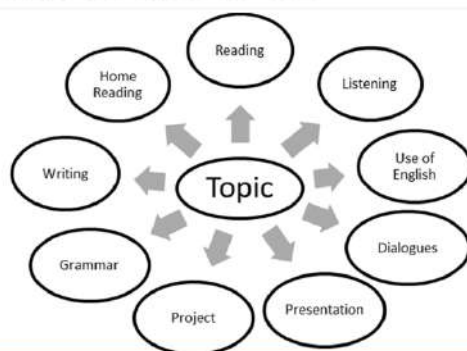 Reading
Home
Reading
Listening
Writing
Topic
Use of
English
Grammar
Dialogues
Project
Presentation